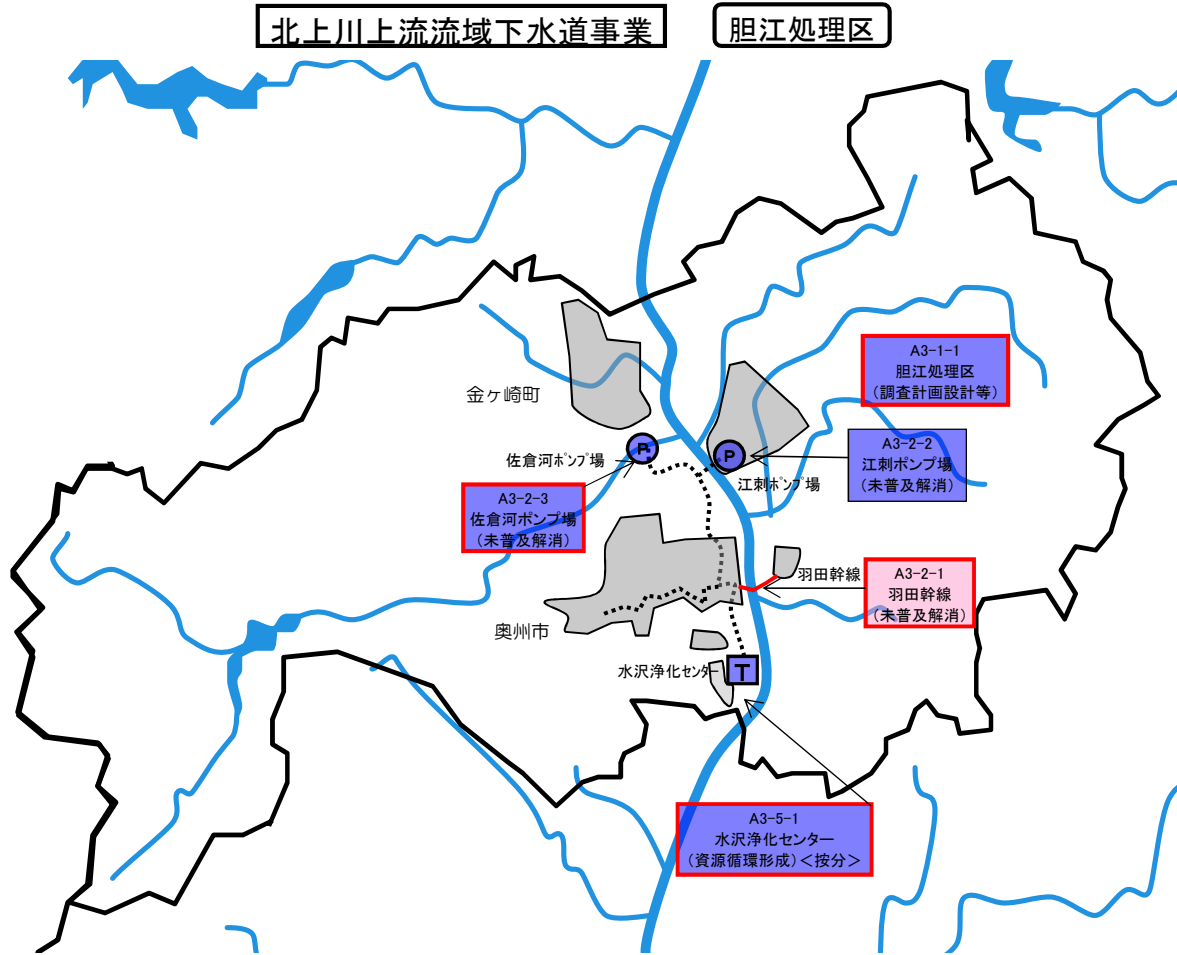 北上川上流流域下水道事業
胆江処理区
A3-1-1
胆江処理区
(調査計画設計等)
金ヶ崎町
A3-2-2
江刺ポンプ場
(未普及解消)
P
P
佐倉河ﾎﾟﾝﾌﾟ場
江刺ﾎﾟﾝﾌﾟ場
A3-2-3
佐倉河ポンプ場
(未普及解消)
羽田幹線
A3-2-1
羽田幹線
(未普及解消)
奥州市
水沢浄化ｾﾝﾀｰ
T
A3-5-1
水沢浄化センター
(資源循環形成)<按分>